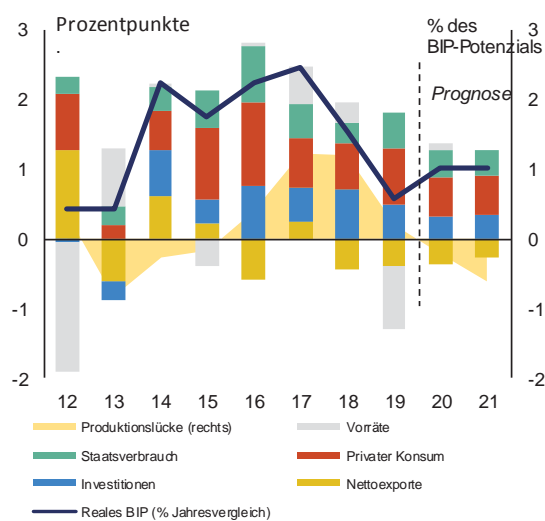 Prozentpunkte
.
% des
BIP-Potenzials
Prognose
3 3
2 2
1 1
0 0
-1 -1
-2 -2
12 13 14 15 16 17 18 19 20 21
Produktionslücke (rechts) Vorräte
Staatsverbrauch Privater Konsum
Investitionen Nettoexporte
Reales BIP (% Jahresvergleich)